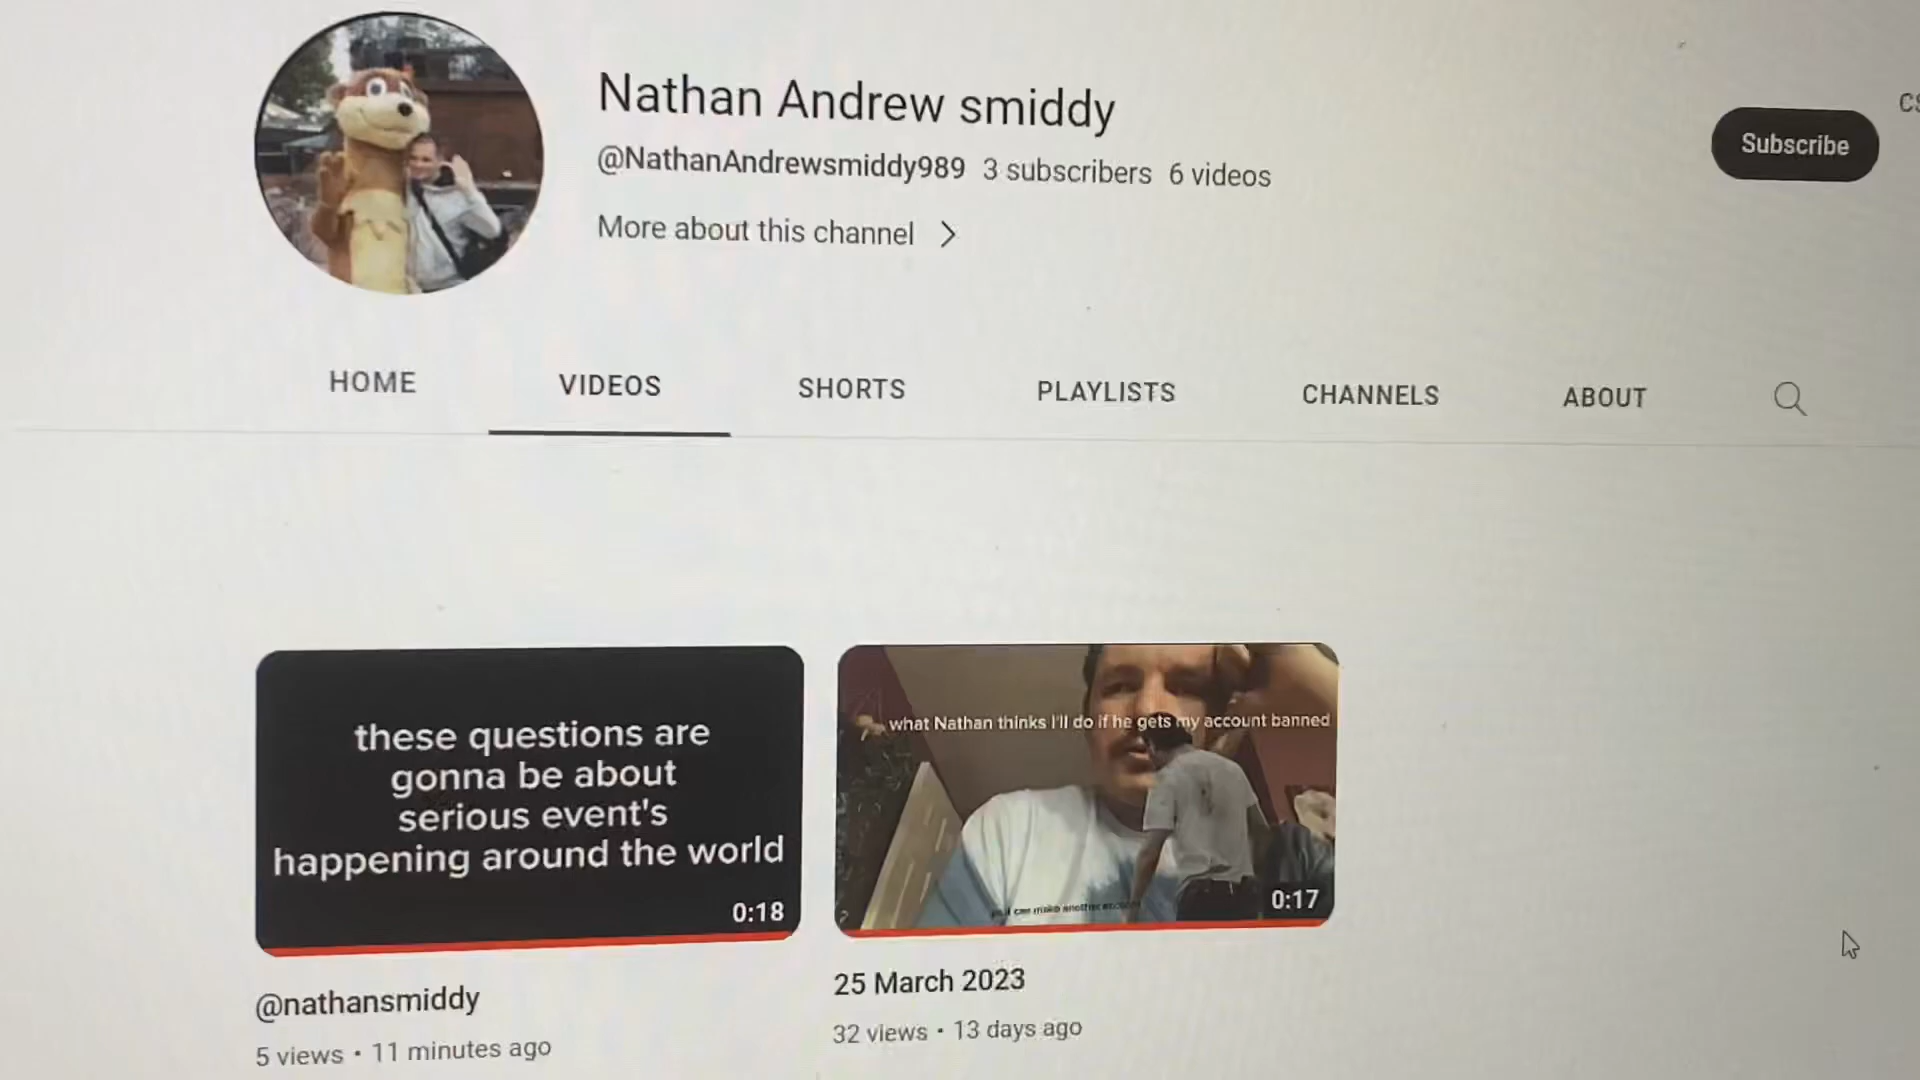 Nathan Andrew smiddy
@NathanAndrewsmiddy989 3 subscribers 6 videos
More about this channel
Subscribe
HOME VIDEOS SHORTS PLAYLISTS CHANNELS ABOUT
these questions are
gonna be about
serious event's
happening around the world
0:18
what Nathan thinks I'll do if he gets my account banned
can make another
0:17
@nathansmiddy
5 views • 11 minutes ago
25 March 2023
32 views • 13 days ago